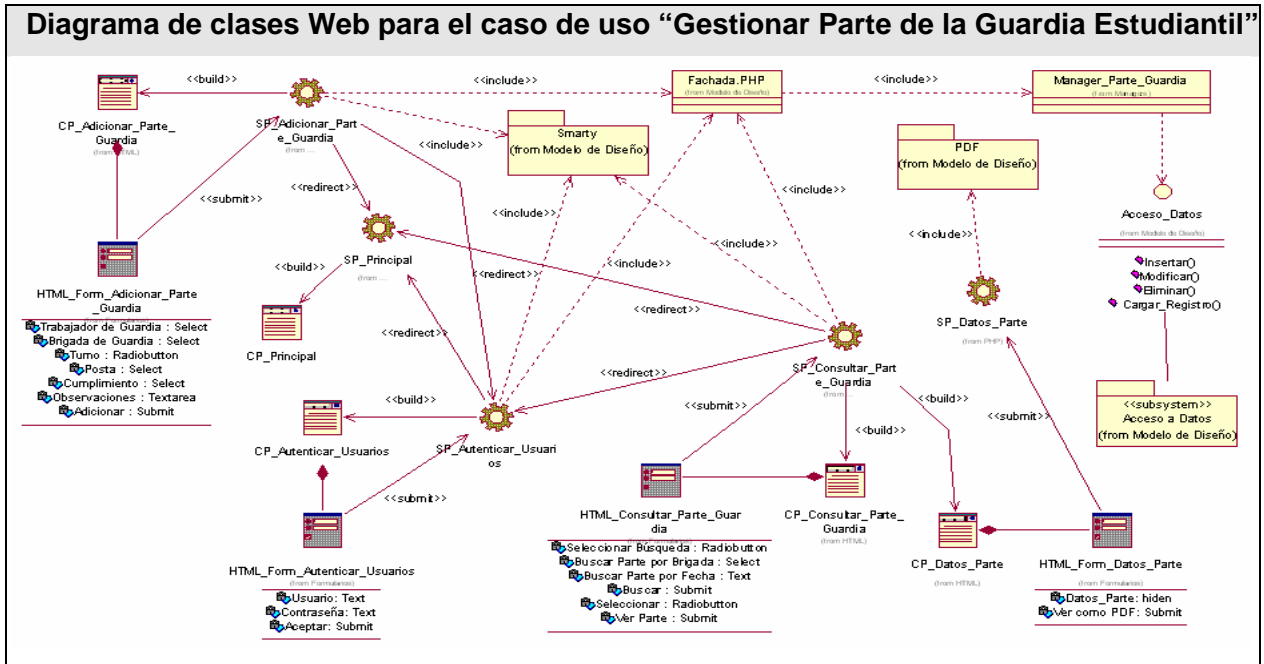 Diagrama de clases Web para el caso de uso “Gestionar Parte de la Guardia Estudiantil”
<<build>>
<<include>>
Fachada.PHP
(from Modelo de Diseño)
<<include>>
Manager_Parte_Guardia
(from Managers)
CP_Adicionar_Parte_
Guardia
(from HTML)
SP_Adicionar_Part
e_Guardia
(from ...
<<include>>
Smarty
(from Modelo de Diseño)
PDF
(from Modelo de Diseño)
<<redirect>>
<<submit>>
<<include>>
<<include>>
Acceso_Datos
(from Modelo de Diseño)
Insertar()
Modificar()
Eliminar()
Cargar_Registro()
<<include>>
<<include>>
SP_Principal
(from ...
<<build>>
<<redirect>>
<<include>>
HTML_Form_Adicionar_Parte
_Guardia
(from Formularios)
Trabajador de Guardia : Select
Brigada de Guardia : Select
Turno : Radiobutton
Posta : Select
Cumplimiento : Select
Observaciones : Textarea
Adicionar : Submit
CP_Principal
<<redirect>>
<<redirect>>
SP_Datos_Parte
(from PHP)
SP_Consultar_Part
e_Guardia
(from ...
<<redirect>>
<<build>>
CP_Autenticar_Usuarios
SP_Autenticar_Usuari
os
<<submit>>
<<submit>>
<<build>>
<<build>>
<<submit>>
<<subsystem>>
Acceso a Datos
(from Modelo de Diseño)
HTML_Form_Autenticar_Usuarios
(from Formularios)
Usuario: Text
Contraseña: Text
Aceptar: Submit
HTML_Consultar_Parte_Guar
dia
(from Formularios)
Seleccionar Búsqueda : Radiobutton
Buscar Parte por Brigada : Select
Buscar Parte por Fecha : Text
Buscar : Submit
Seleccionar : Radiobutton
Ver Parte : Submit
CP_Consultar_Parte_
Guardia
(from HTML)
CP_Datos_Parte
(from HTML)
HTML_Form_Datos_Parte
(from Formularios)
Datos_Parte: hiden
Ver como PDF: Submit